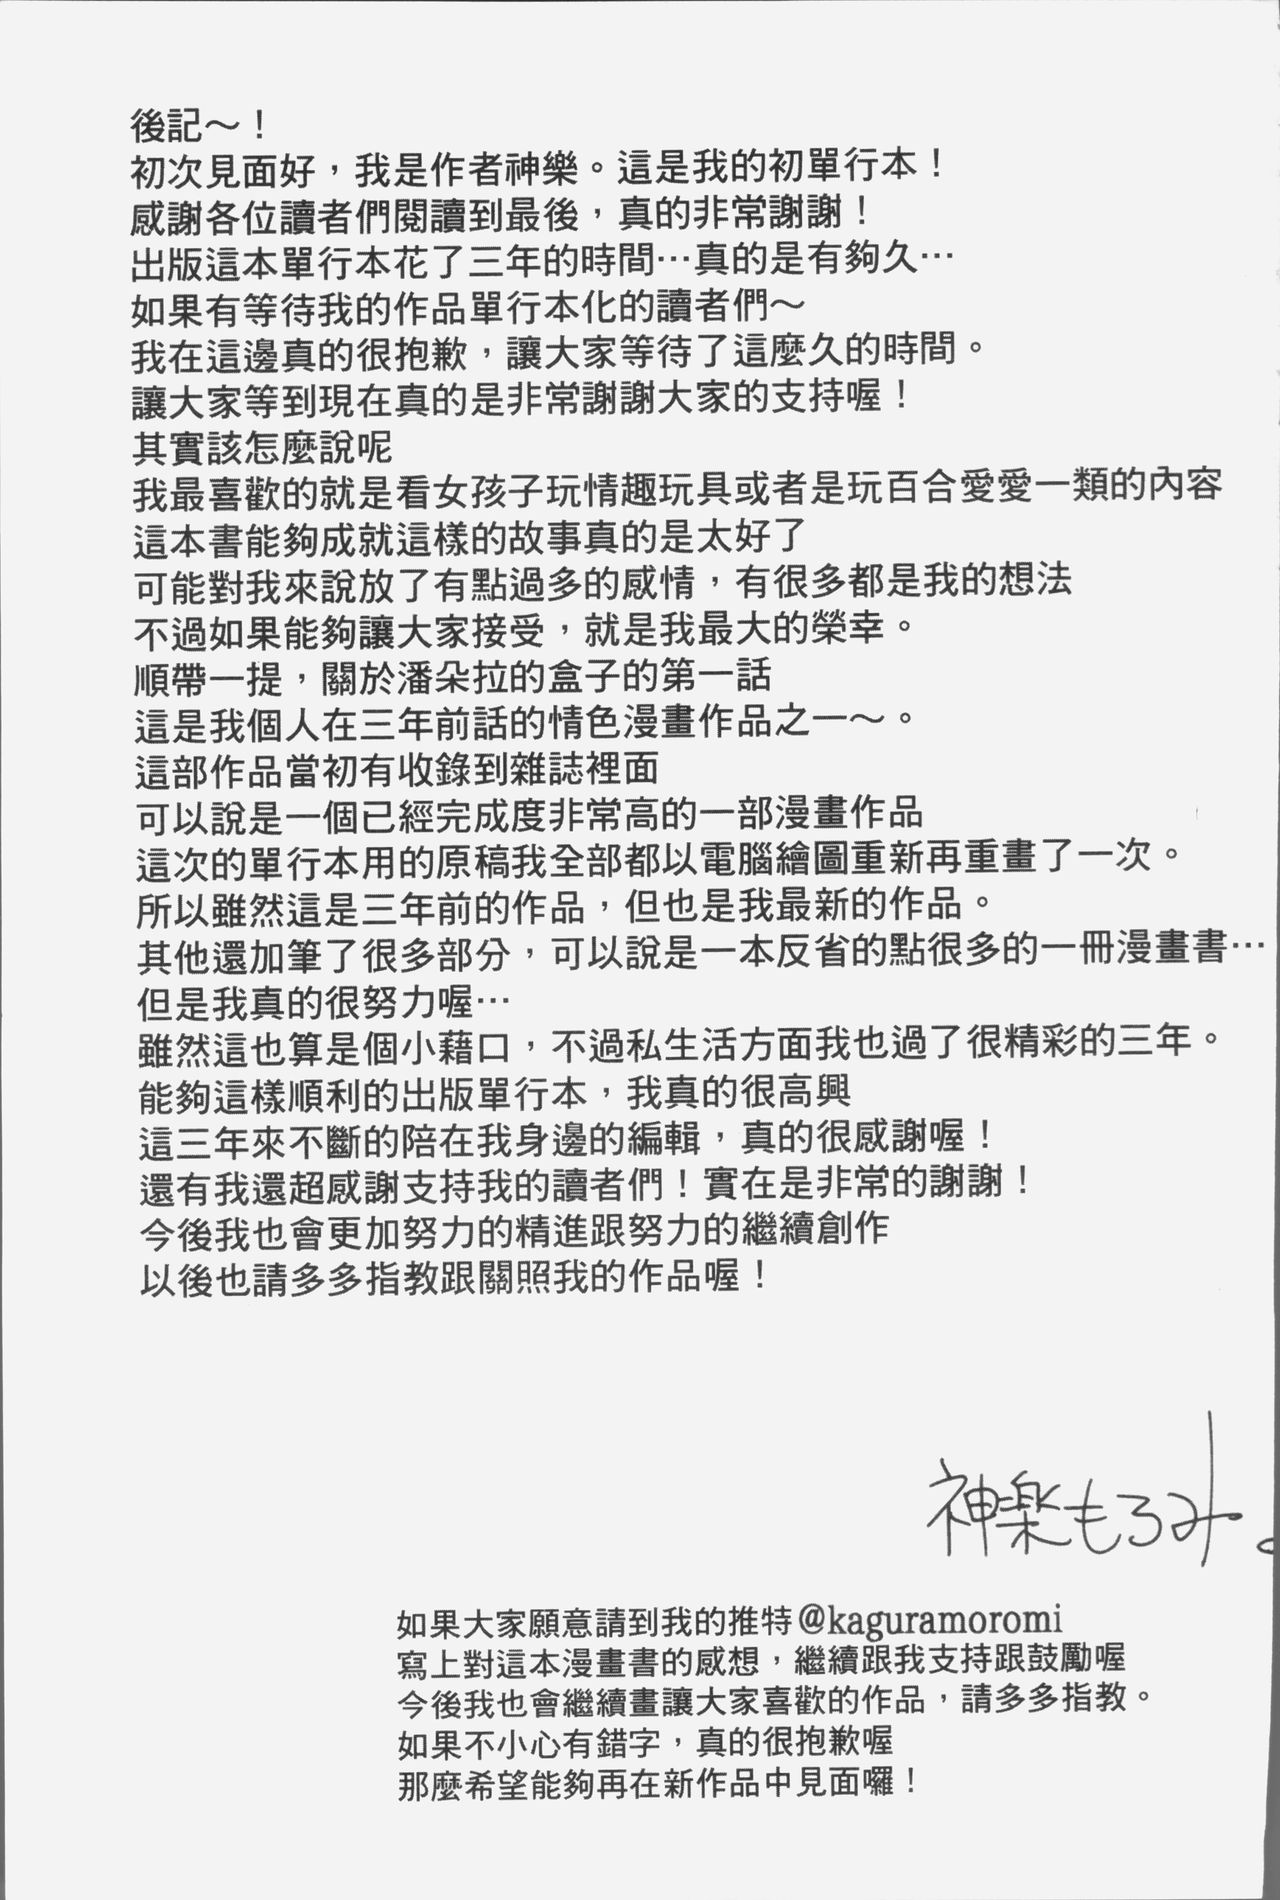 後記～！
初次見面好，我是作者神樂。這是我的初單行本！
感謝各位讀者們閱讀到最後，真的非常謝謝！
出版這本單行本花了三年的時間…真的是有夠久…
如果有等待我的作品單行本化的讀者們～
我在這邊真的很抱歉，讓大家等待了這麼久的時間。
讓大家等到現在真的是非常謝謝大家的支持喔！
其實該怎麼說呢
我最喜歡的就是看女孩子玩情趣玩具或者是玩百合愛愛一類的內容
這本書能夠成就這樣的故事真的是太好了
可能對我來說放了有點過多的感情，有很多都是我的想法
不過如果能夠讓大家接受，就是我最大的榮幸。
順帶一提，關於潘朵拉的盒子的第一話
這是我個人在三年前話的情色漫畫作品之一～。
這部作品當初有收錄到雜誌裡面
可以說是一個已經完成度非常高的一部漫畫作品
這次的單行本用的原稿我全部都以電腦繪圖重新再重畫了一次。
所以雖然這是三年前的作品，但也是我最新的作品。
其他還加筆了很多部分，可以說是一本反省的點很多的一冊漫畫書…
但是我真的很努力喔…
雖然這也算是個小藉口，不過私生活方面我也過了很精彩的三年。
能夠這樣順利的出版單行本，我真的很高興
這三年來不斷的陪在我身邊的編輯，真的很感謝喔！
還有我還超感謝支持我的讀者們！實在是非常的謝謝！
今後我也會更加努力的精進跟努力的繼續創作
以後也請多多指教跟關照我的作品喔！
神楽もろみ。
如果大家願意請到我的推特@kaguramoromi
寫上對這本漫畫書的感想，繼續跟我支持跟鼓勵喔
今後我也會繼續畫讓大家喜歡的作品，請多多指教。
如果不小心有錯字，真的很抱歉喔
那麼希望能夠再在新作品中見面囉！